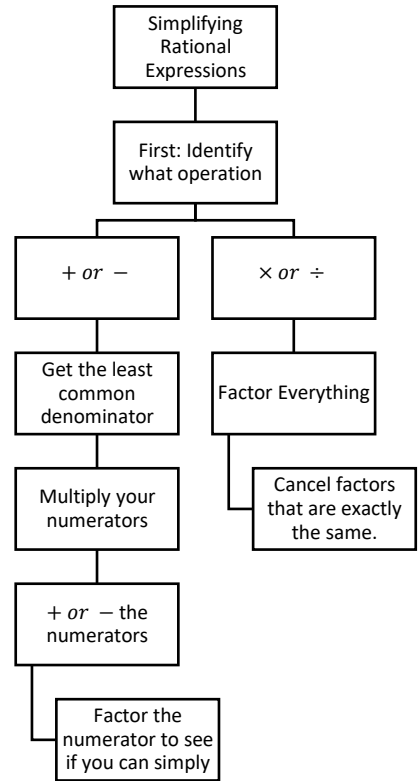 Simplifying
Rational
Expressions
First: Identify
what operation
+ or −
Get the least
common
denominator
Multiply your
numerators
+ or − the
numerators
Factor the
numerator to see
if you can simply
× or ÷
Factor Everything
Cancel factors
that are exactly
the same.